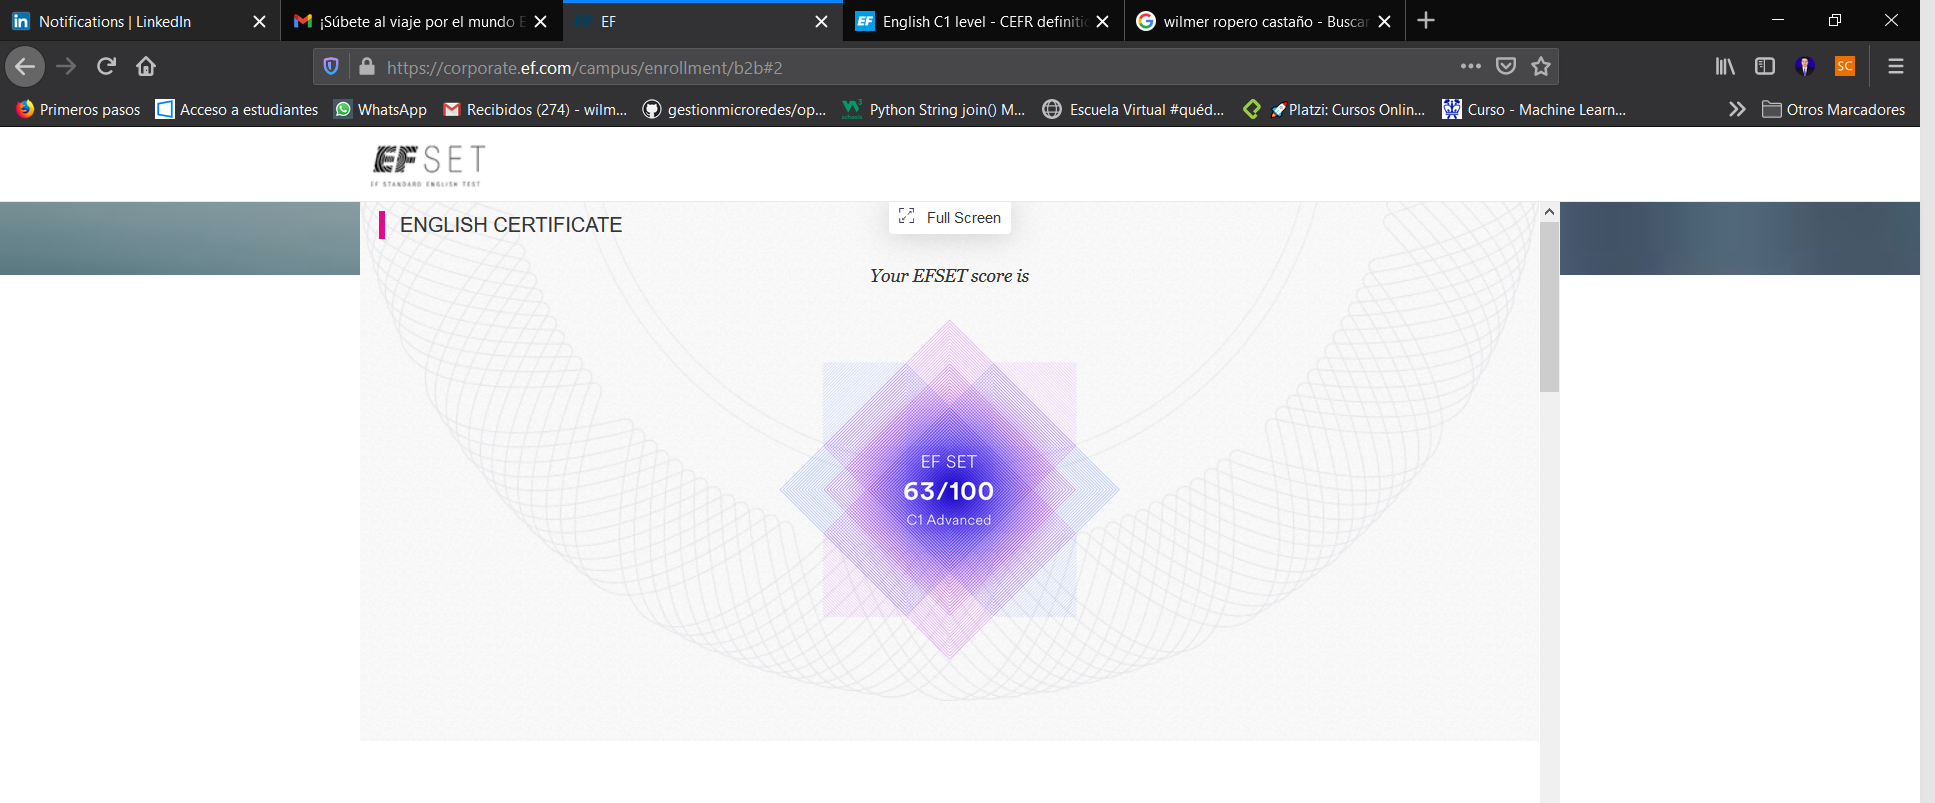 Notifications | LinkedIn
¡Súbete al viaje por el mundo E
EF
English C1 level - CEFR definitio
wilmer ropero castaño - Buscar
https://corporate.ef.com/campus/enrollment/b2b#2
SC
Primeros pasos
Acceso a estudiantes
WhatsApp
Recibidos (274) - wilm...
gestionmicroredes/op...
Python String join() M...
Escuela Virtual #quéd...
Platzi: Cursos Onlin...
Curso - Machine Learn...
Otros Marcadores
EF SET
EF STANDARD ENGLISH TEST
ENGLISH CERTIFICATE
Full Screen
Your EFSET score is
EF SET
63/100
C1 Advanced